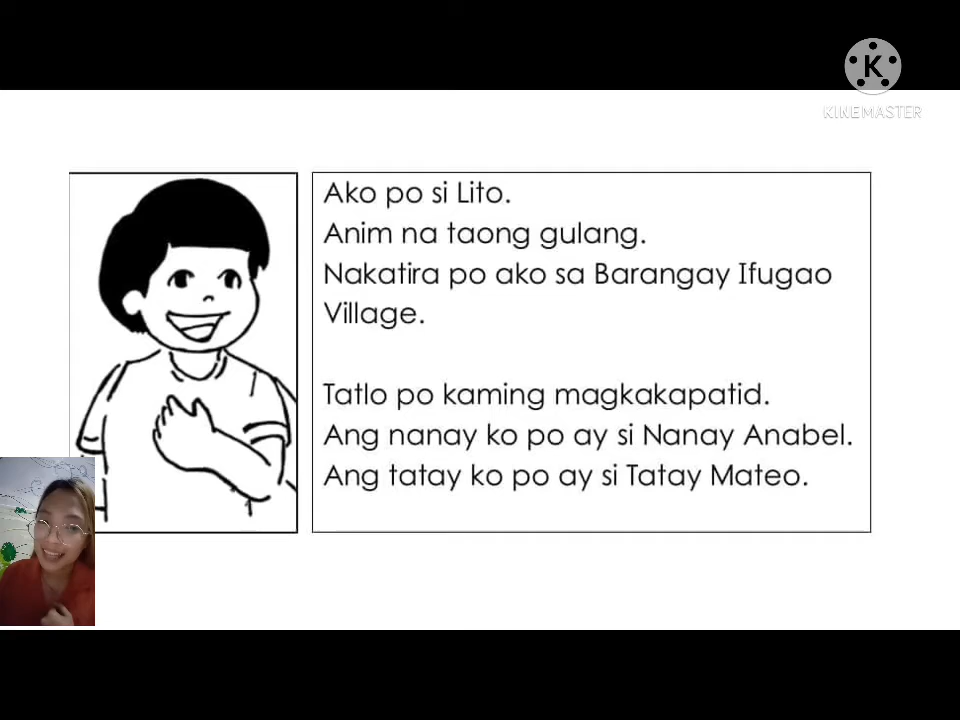 K
KINEMASTER
Ako po si Lito.
Anim na taong gulang.
Nakatira po ako sa Barangay Ifugao
Village.
Tatlo po kaming magkakapatid.
Ang nanay ko po ay si Nanay Anabel.
Ang tatay ko po ay si Tatay Mateo.